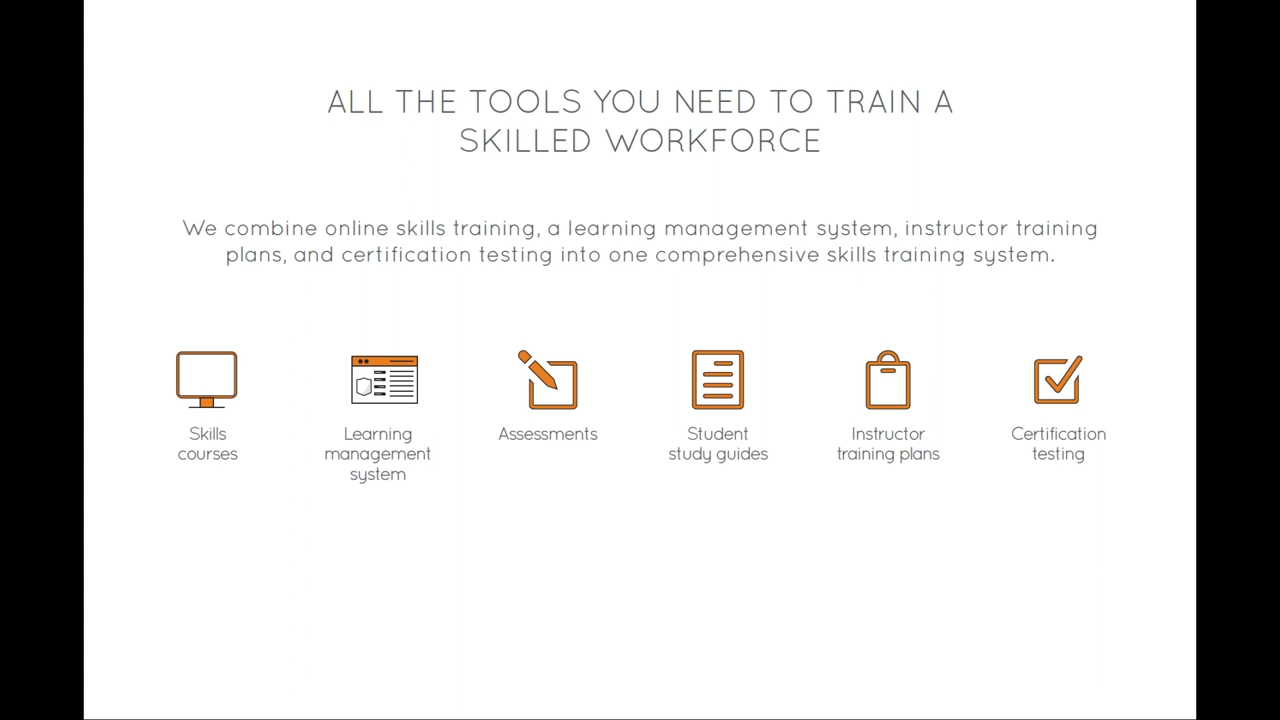 ALL THE TOOLS YOU NEED TO TRAIN A
SKILLED WORKFORCE
We combine online skills training, a learning management system, instructor training
plans, and certification testing into one comprehensive skills training system.
Skills
courses
Learning
management
system
Assessments
Student
study guides
Instructor
training plans
Certification
testing